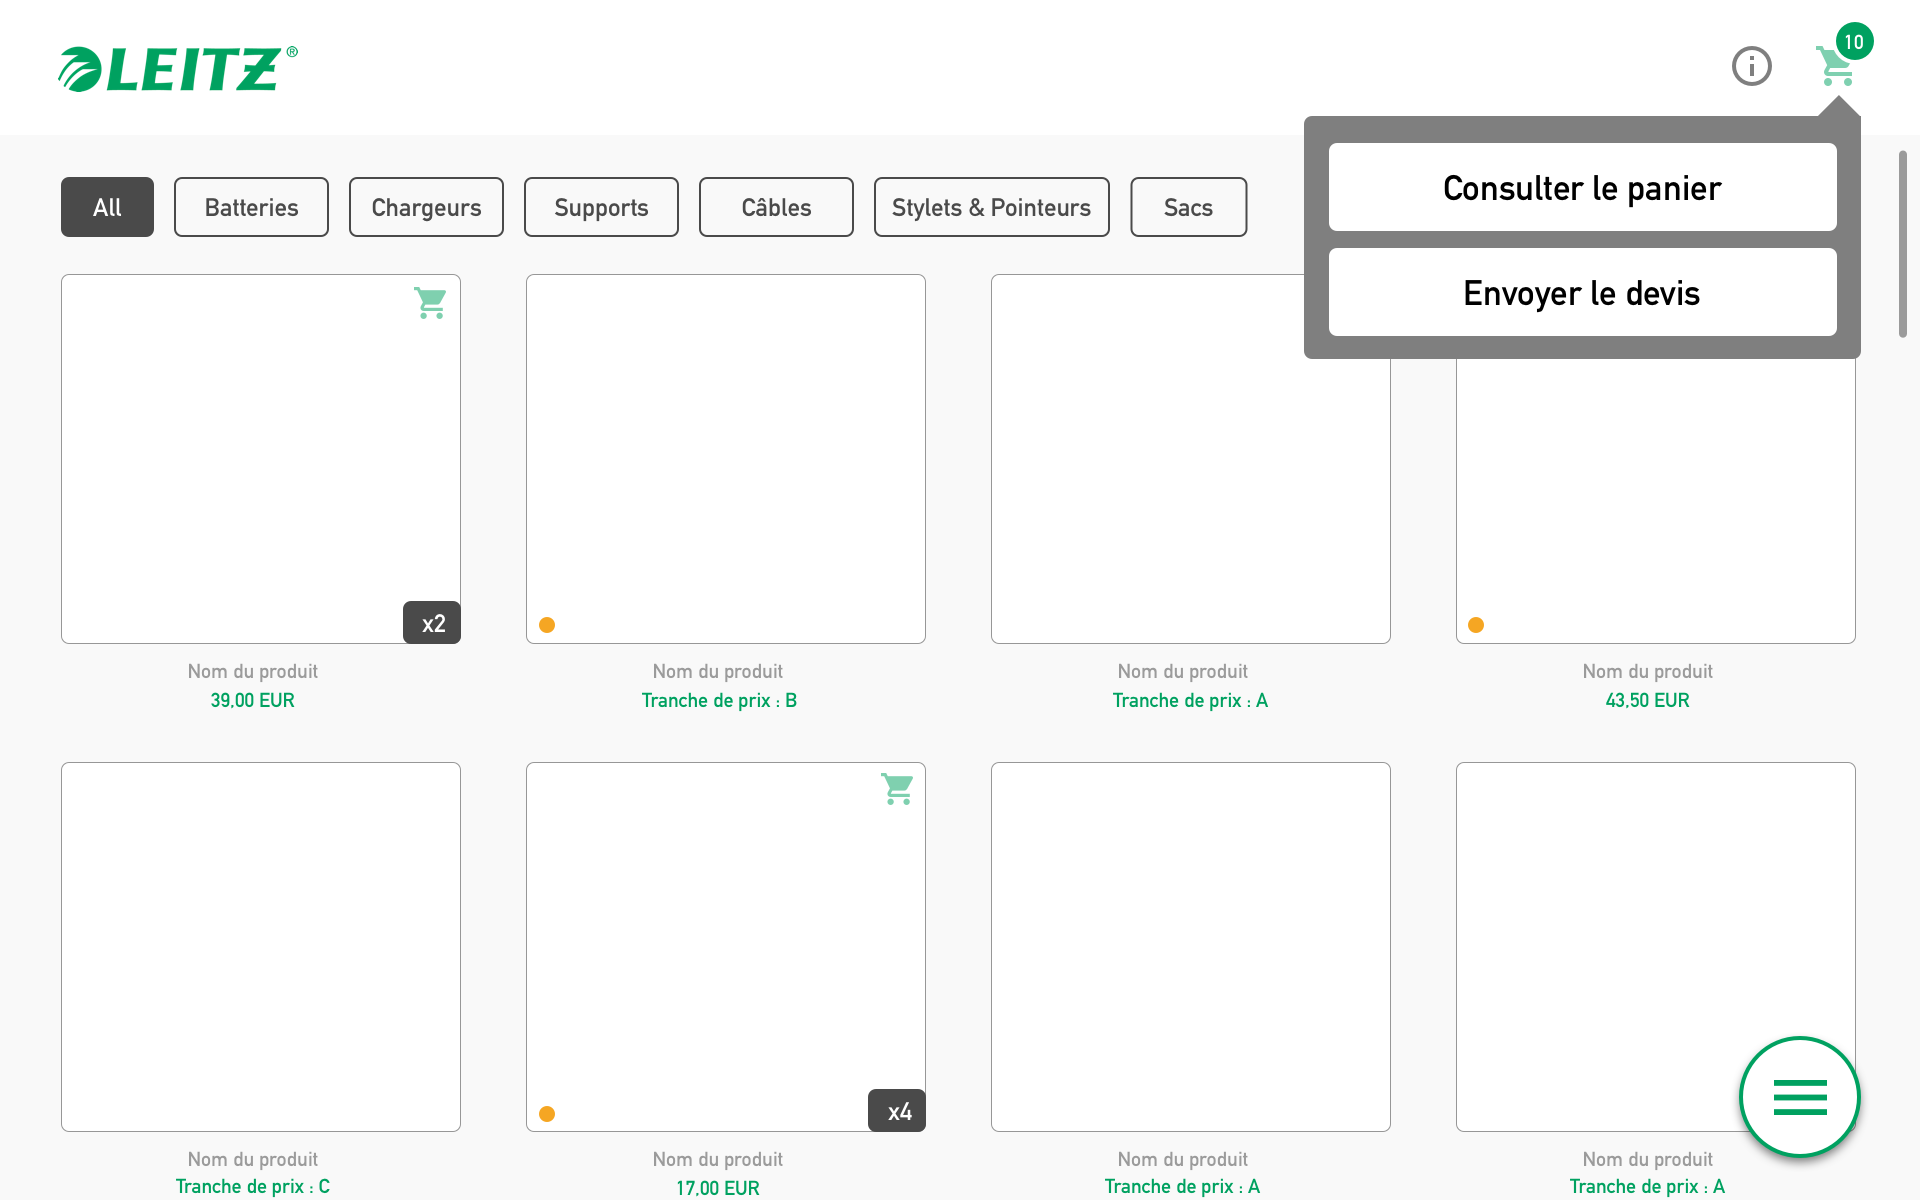 LEITZ®
10
Consulter le panier
Envoyer le devis
All
Batteries
Chargeurs
Supports
Câbles
Stylets & Pointeurs
Sacs
x2
Nom du produit
39,00 EUR
Nom du produit
Tranche de prix : B
Nom du produit
Tranche de prix : A
Nom du produit
43,50 EUR
x4
Nom du produit
Tranche de prix : C
Nom du produit
17,00 EUR
Nom du produit
Tranche de prix : A
Nom du produit
Tranche de prix : A